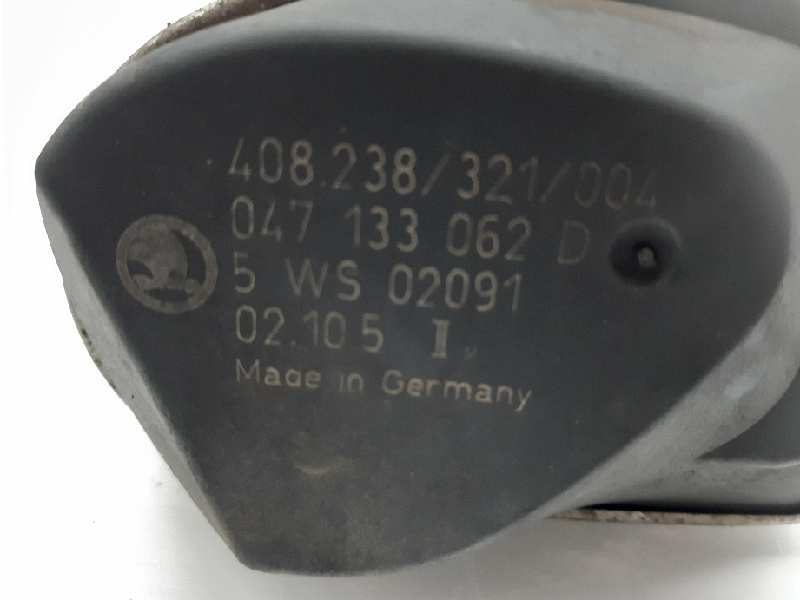 408.238/321/004
047 133 062 D
5 WS 02091
02.10 5 I
Made in Germany